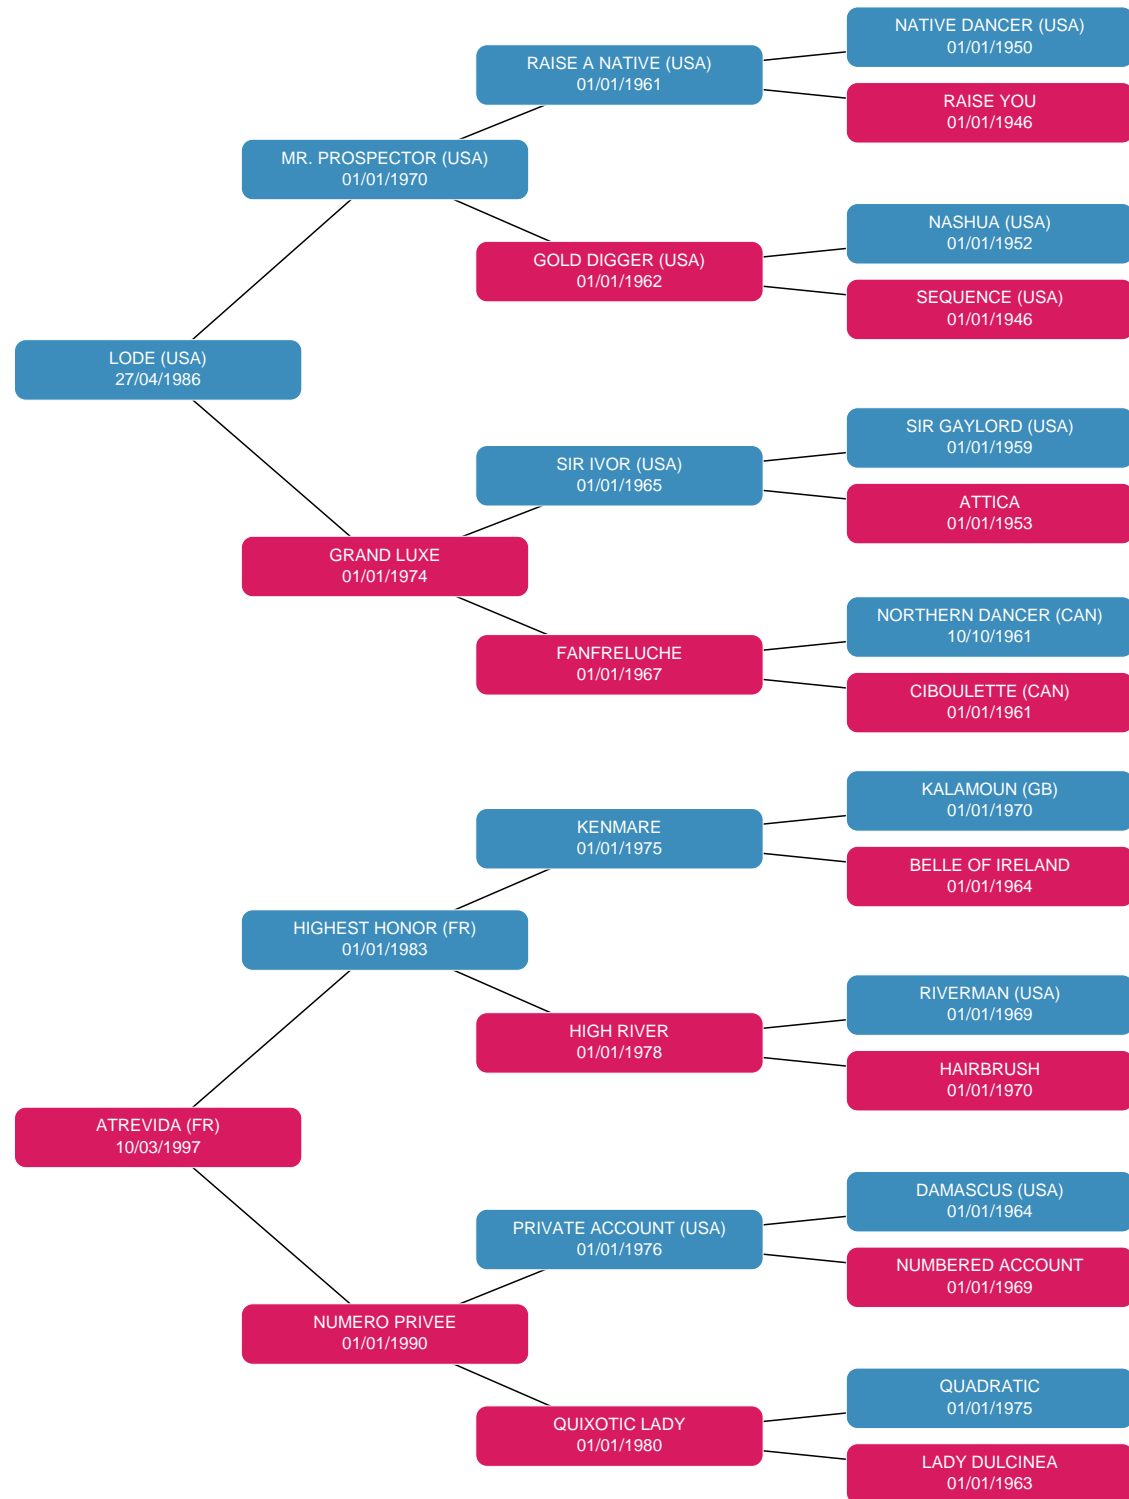 NATIVE DANCER (USA)
01/01/1950
RAISE A NATIVE (USA)
01/01/1961
RAISE YOU
01/01/1946
MR. PROSPECTOR (USA)
01/01/1970
NASHUA (USA)
01/01/1952
GOLD DIGGER (USA)
01/01/1962
SEQUENCE (USA)
01/01/1946
LODE (USA)
27/04/1986
SIR GAYLORD (USA)
01/01/1959
SIR IVOR (USA)
01/01/1965
ATTICA
01/01/1953
GRAND LUXE
01/01/1974
NORTHERN DANCER (CAN)
10/10/1961
FANFRELUCHE
01/01/1967
CIBOULETTE (CAN)
01/01/1961
KALAMOUN (GB)
01/01/1970
KENMARE
01/01/1975
BELLE OF IRELAND
01/01/1964
HIGHEST HONOR (FR)
01/01/1983
RIVERMAN (USA)
01/01/1969
HIGH RIVER
01/01/1978
HAIRBRUSH
01/01/1970
ATREVIDA (FR)
10/03/1997
DAMASCUS (USA)
01/01/1964
PRIVATE ACCOUNT (USA)
01/01/1976
NUMBERED ACCOUNT
01/01/1969
NUMERO PRIVEE
01/01/1990
QUADRATIC
01/01/1975
QUIXOTIC LADY
01/01/1980
LADY DULCINEA
01/01/1963